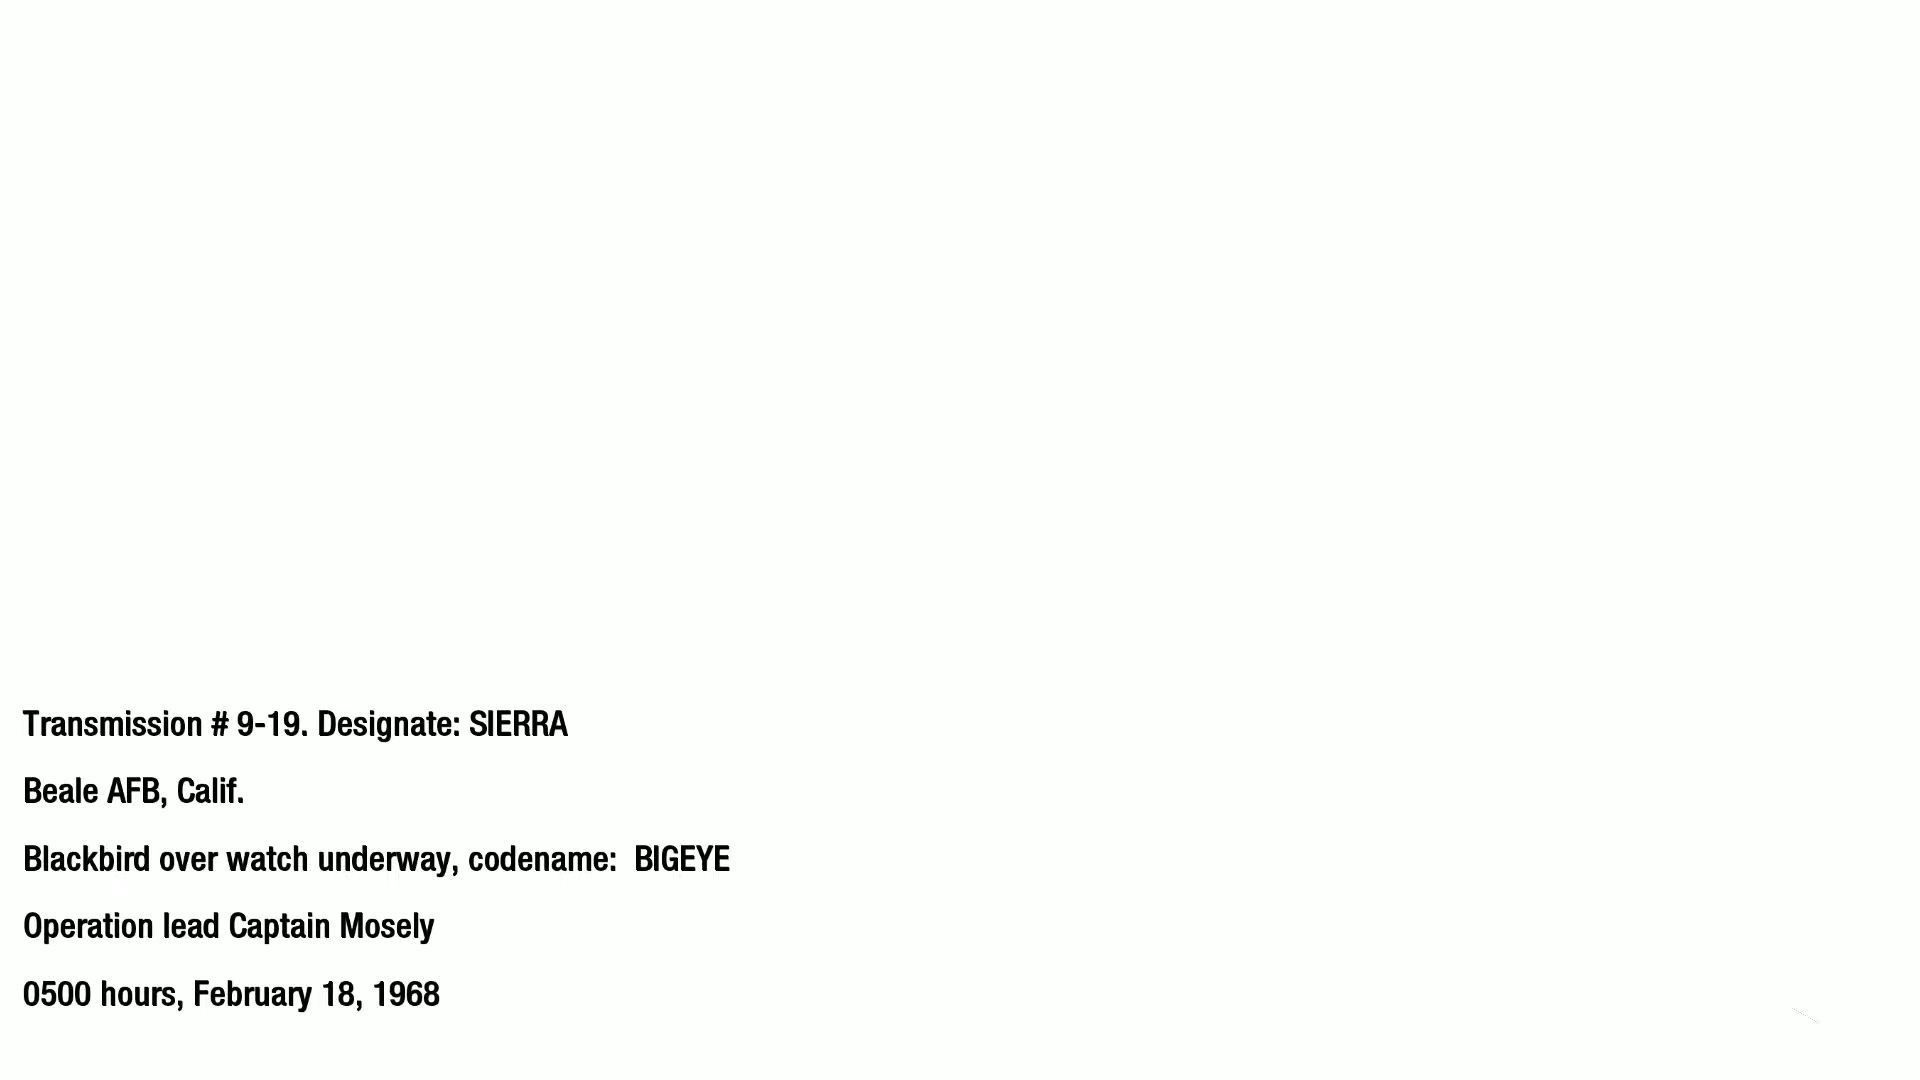 Transmission # 9-19. Designate: SIERRA
Beale AFB, Calif.
Blackbird over watch underway, codename:  BIGEYE
Operation lead Captain Mosely
0500 hours, February 18, 1968